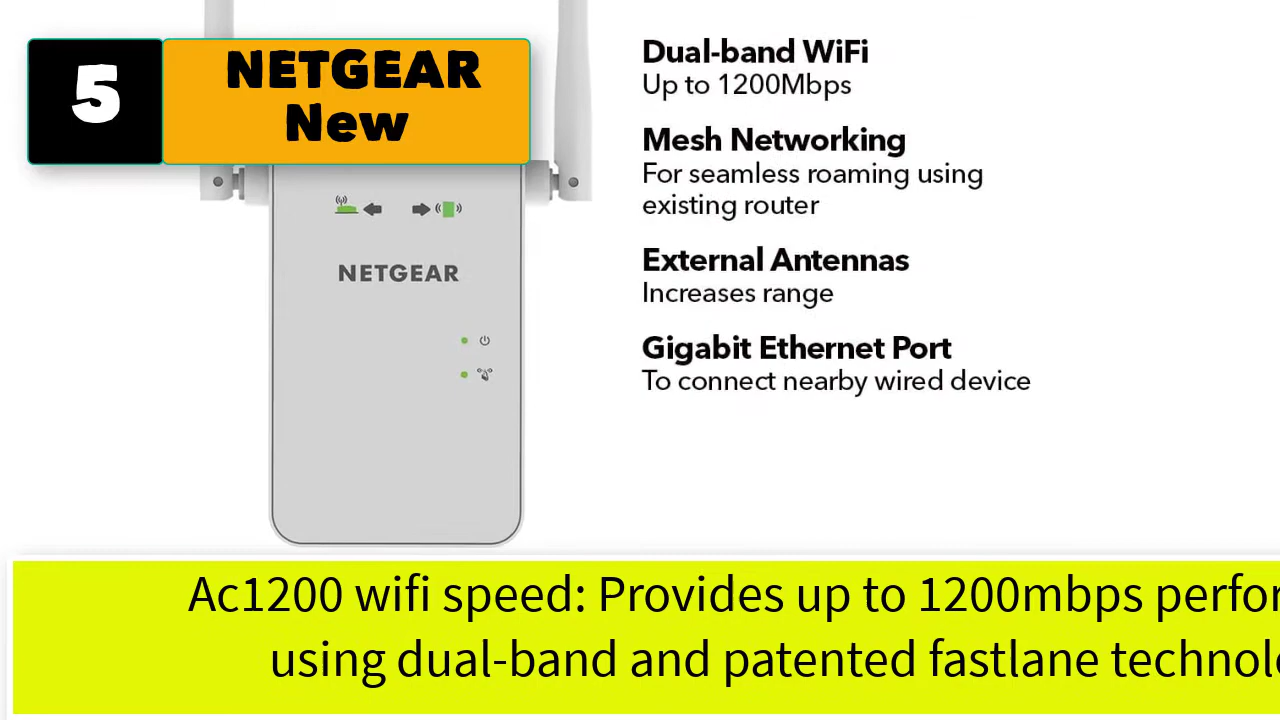 5
NETGEAR
New
NETGEAR
Dual-band WiFi
Up to 1200Mbps
Mesh Networking
For seamless roaming using
existing router
External Antennas
Increases range
Gigabit Ethernet Port
To connect nearby wired device
Ac1200 wifi speed: Provides up to 1200mbps
using dual-band and patented fastlane